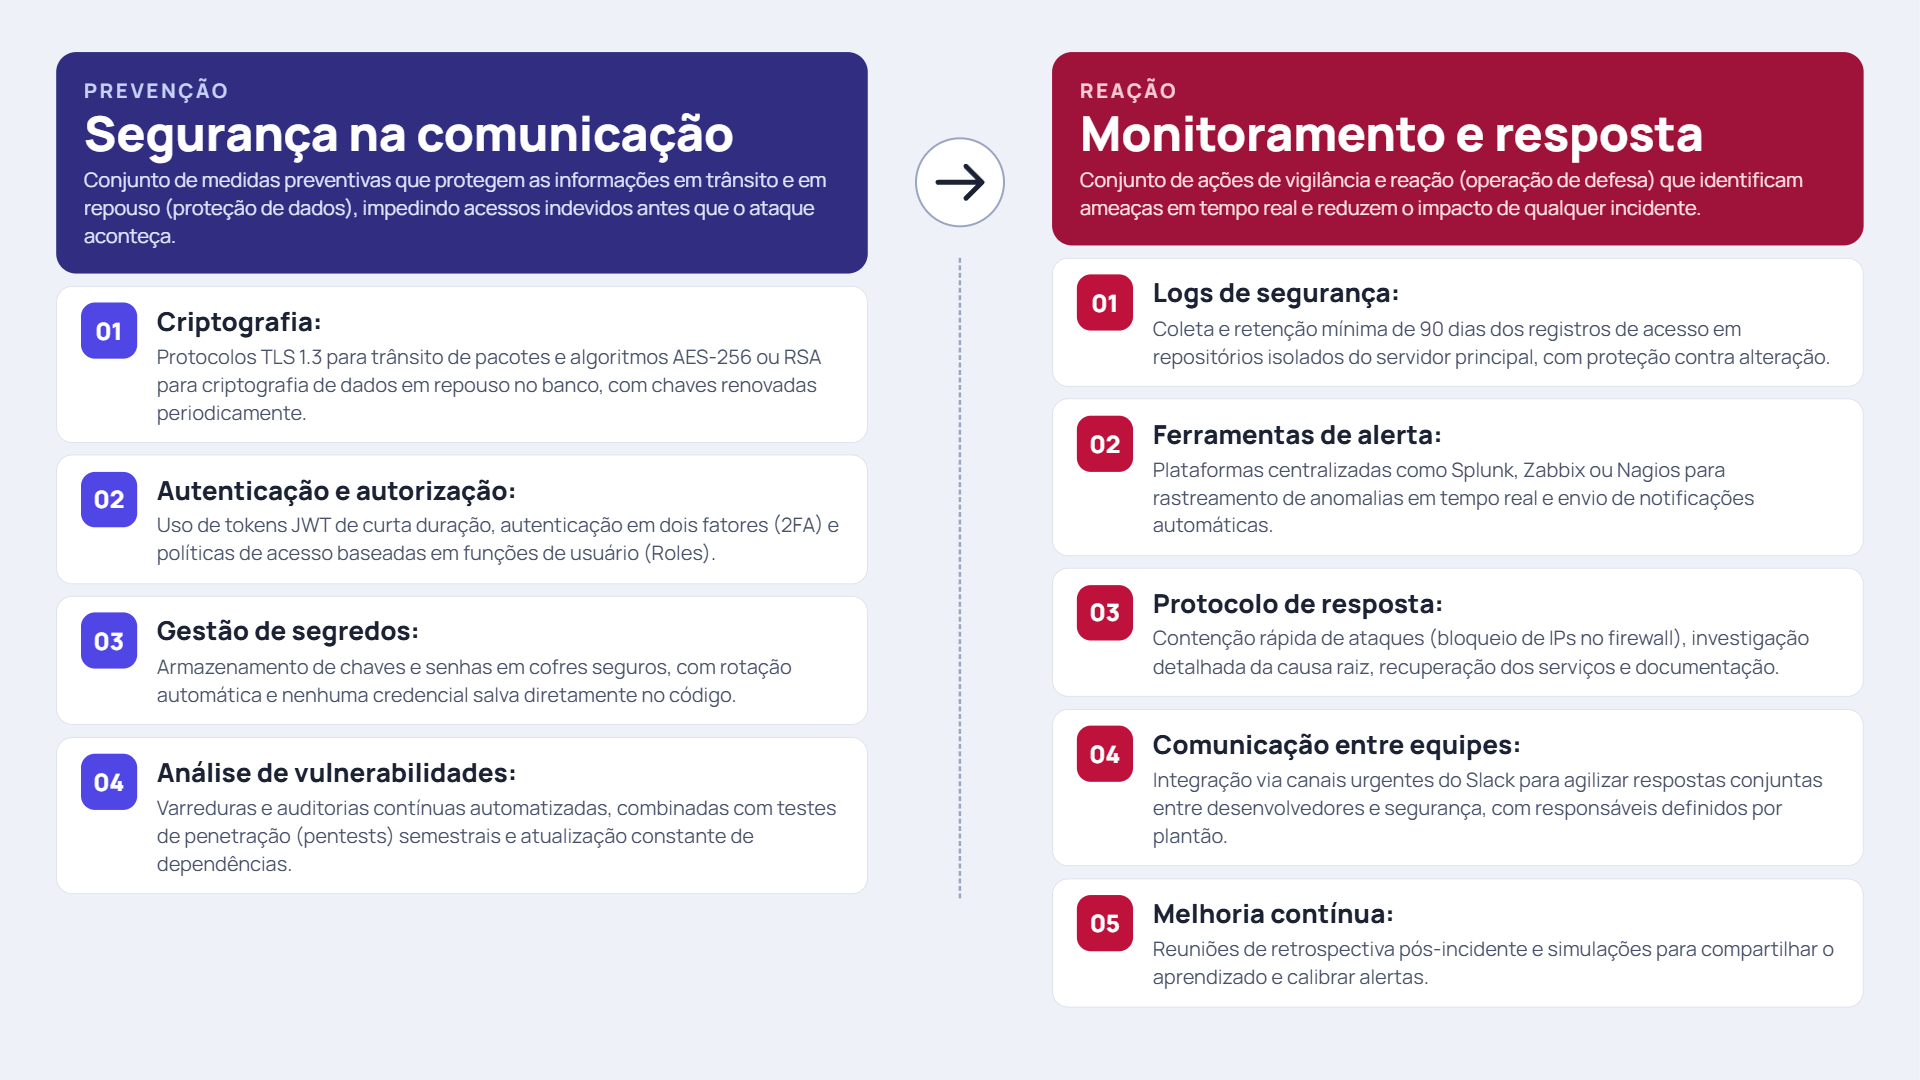 PREVENÇÃO
Segurança na comunicação
Conjunto de medidas preventivas que protegem as informações em trânsito e em
repouso (proteção de dados), impedindo acessos indevidos antes que o ataque
aconteça.
01
Criptografia:
Protocolos TLS 1.3 para trânsito de pacotes e algoritmos AES-256 ou RSA
para criptografia de dados em repouso no banco, com chaves renovadas
periodicamente.
02
Autenticação e autorização:
Uso de tokens JWT de curta duração, autenticação em dois fatores (2FA) e
políticas de acesso baseadas em funções de usuário (Roles).
03
Gestão de segredos:
Armazenamento de chaves e senhas em cofres seguros, com rotação
automática e nenhuma credencial salva diretamente no código.
04
Análise de vulnerabilidades:
Varreduras e auditorias contínuas automatizadas, combinadas com testes
de penetração (pentests) semestrais e atualização constante de
dependências.
REAÇÃO
Monitoramento e resposta
Conjunto de ações de vigilância e reação (operação de defesa) que identificam
ameaças em tempo real e reduzem o impacto de qualquer incidente.
01
Logs de segurança:
Coleta e retenção mínima de 90 dias dos registros de acesso em
repositórios isolados do servidor principal, com proteção contra alteração.
02
Ferramentas de alerta:
Plataformas centralizadas como Splunk, Zabbix ou Nagios para
rastreamento de anomalias em tempo real e envio de notificações
automáticas.
03
Protocolo de resposta:
Contenção rápida de ataques (bloqueio de IPs no firewall), investigação
detalhada da causa raiz, recuperação dos serviços e documentação.
04
Comunicação entre equipes:
Integração via canais urgentes do Slack para agilizar respostas conjuntas
entre desenvolvedores e segurança, com responsáveis definidos por
plantão.
05
Melhoria contínua:
Reuniões de retrospectiva pós-incidente e simulações para compartilhar o
aprendizado e calibrar alertas.